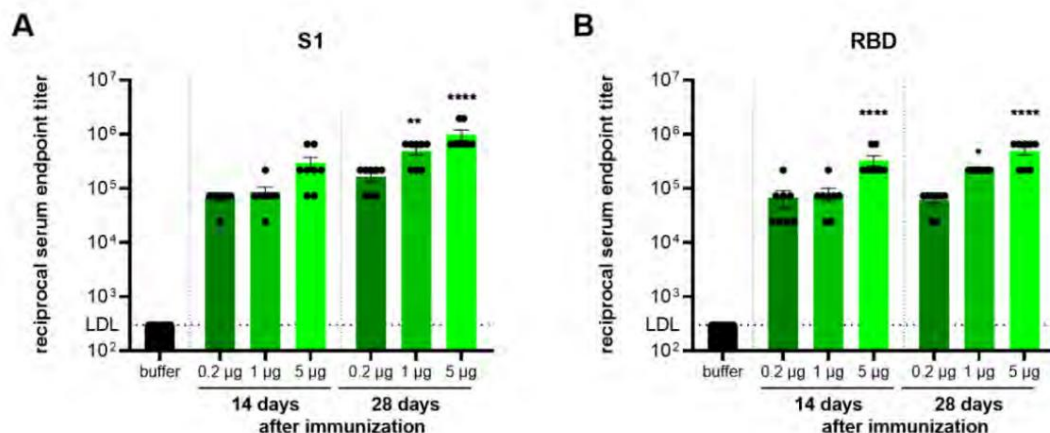 A
S1
reciprocal serum endpoint titer
10⁷
10⁶
10⁵
10⁴
10³
LDL
10²
**
****
buffer
0.2 µg 1 µg 5 µg 0.2 µg 1 µg 5 µg
14 days 28 days
after immunization
B
RBD
reciprocal serum endpoint titer
10⁷
10⁶
10⁵
10⁴
10³
LDL
10²
****
*
****
buffer
0.2 µg 1 µg 5 µg 0.2 µg 1 µg 5 µg
14 days 28 days
after immunization